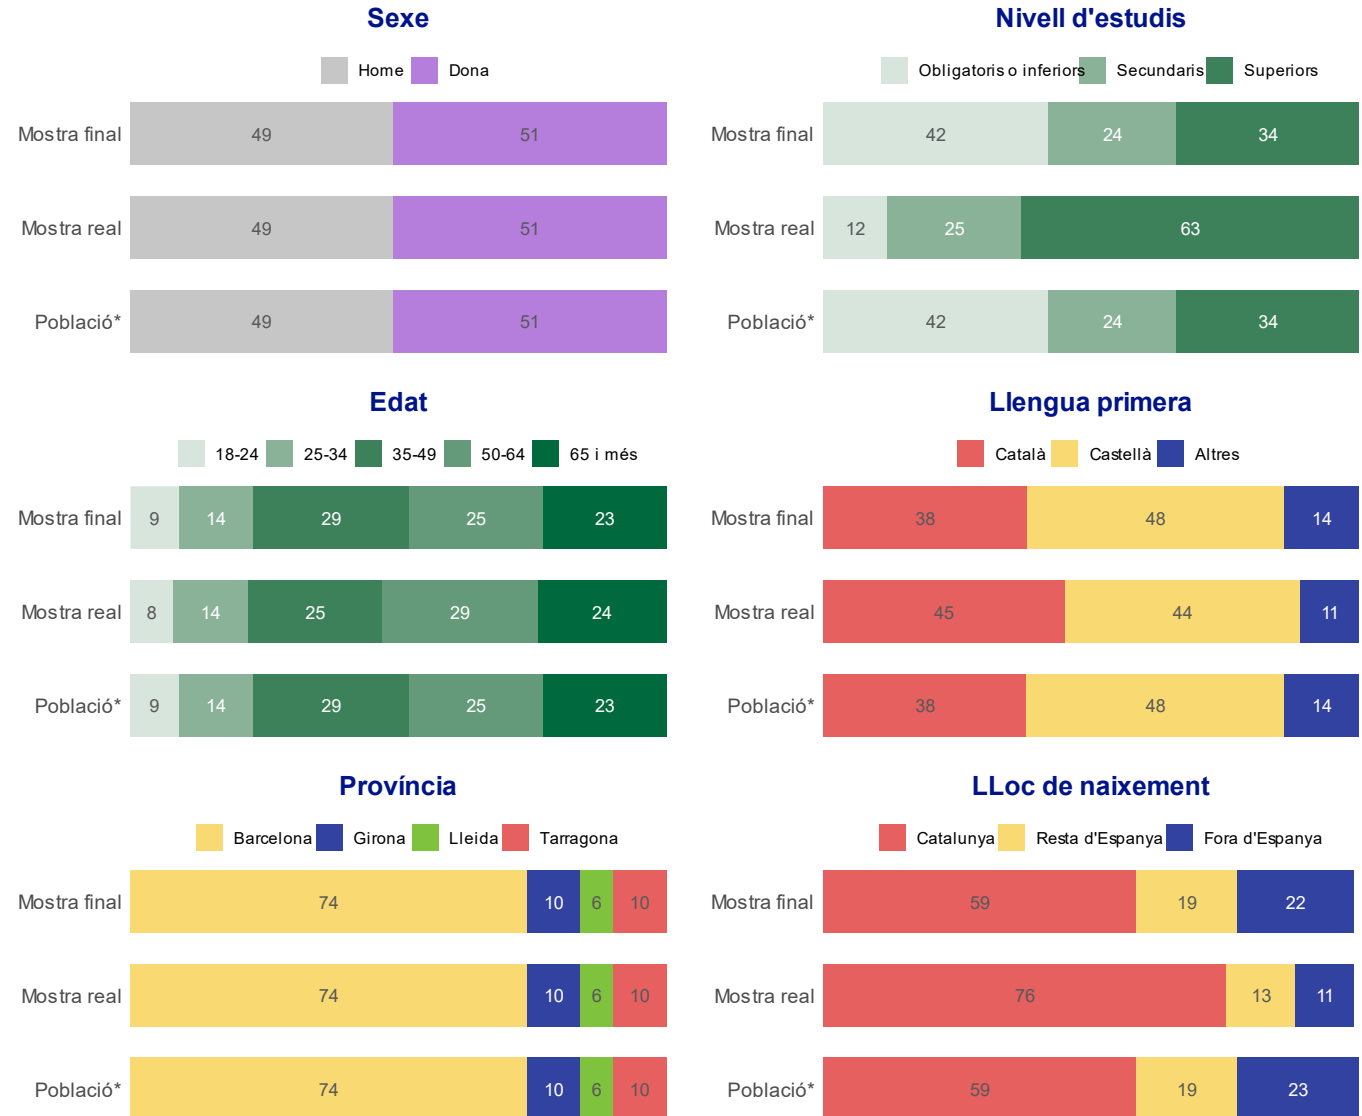 Sexe
Home Dona
Mostra final 49 51
Mostra real 49 51
Població* 49 51
Nivell d'estudis
Obligatoris o inferiors Secundaris Superiors
Mostra final 42 24 34
Mostra real 12 25 63
Població* 42 24 34
Edat
18-24 25-34 35-49 50-64 65 i més
Mostra final 9 14 29 25 23
Mostra real 8 14 25 29 24
Població* 9 14 29 25 23
Llengua primera
Català Castellà Altres
Mostra final 38 48 14
Mostra real 45 44 11
Població* 38 48 14
Província
Barcelona Girona Lleida Tarragona
Mostra final 74 10 6 10
Mostra real 74 10 6 10
Població* 74 10 6 10
LLoc de naixement
Catalunya Resta d'Espanya Fora d'Espanya
Mostra final 59 19 22
Mostra real 76 13 11
Població* 59 19 23